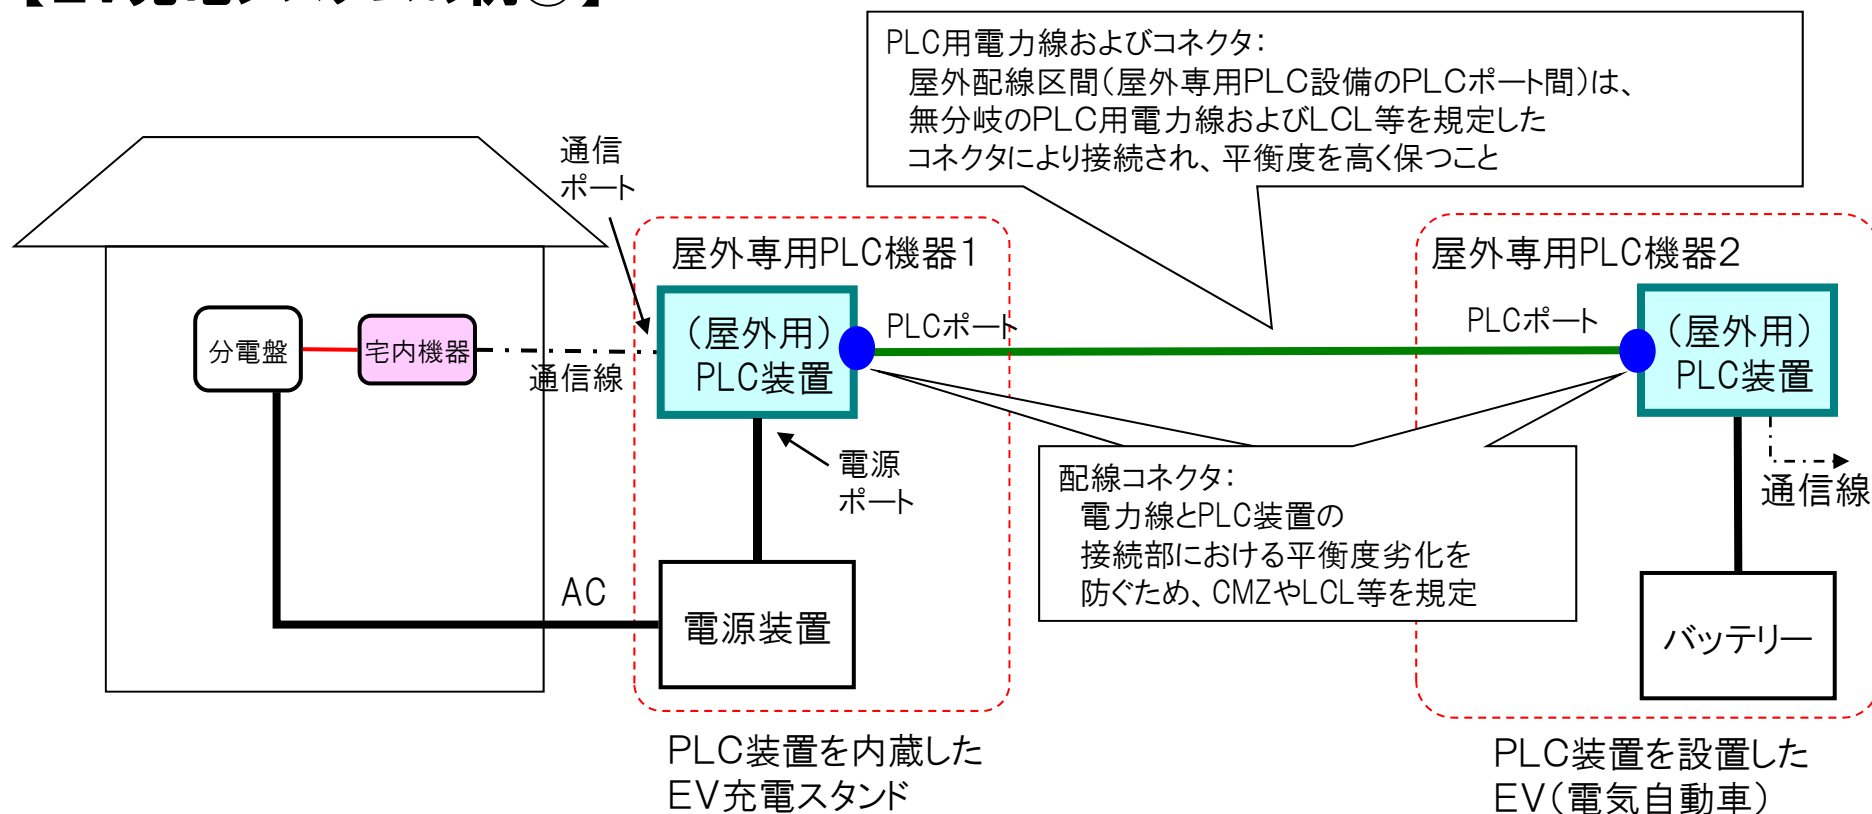 PLC用電力線およびコネクタ：
屋外配線区間（屋外専用PLC設備のPLCポート間）は、
無分岐のPLC用電力線およびLCL等を規定した
コネクタにより接続され、平衡度を高く保つこと
通信
ポート
屋外専用PLC機器1
屋外専用PLC機器2
分電盤
宅内機器
通信線
（屋外用）
PLC装置
PLCポート
PLCポート
（屋外用）
PLC装置
電源
ポート
配線コネクタ：
電力線とPLC装置の
接続部における平衡度劣化を
防ぐため、CMZやLCL等を規定
通信線
AC
電源装置
バッテリー
PLC装置を内蔵した
EV充電スタンド
PLC装置を設置した
EV（電気自動車）